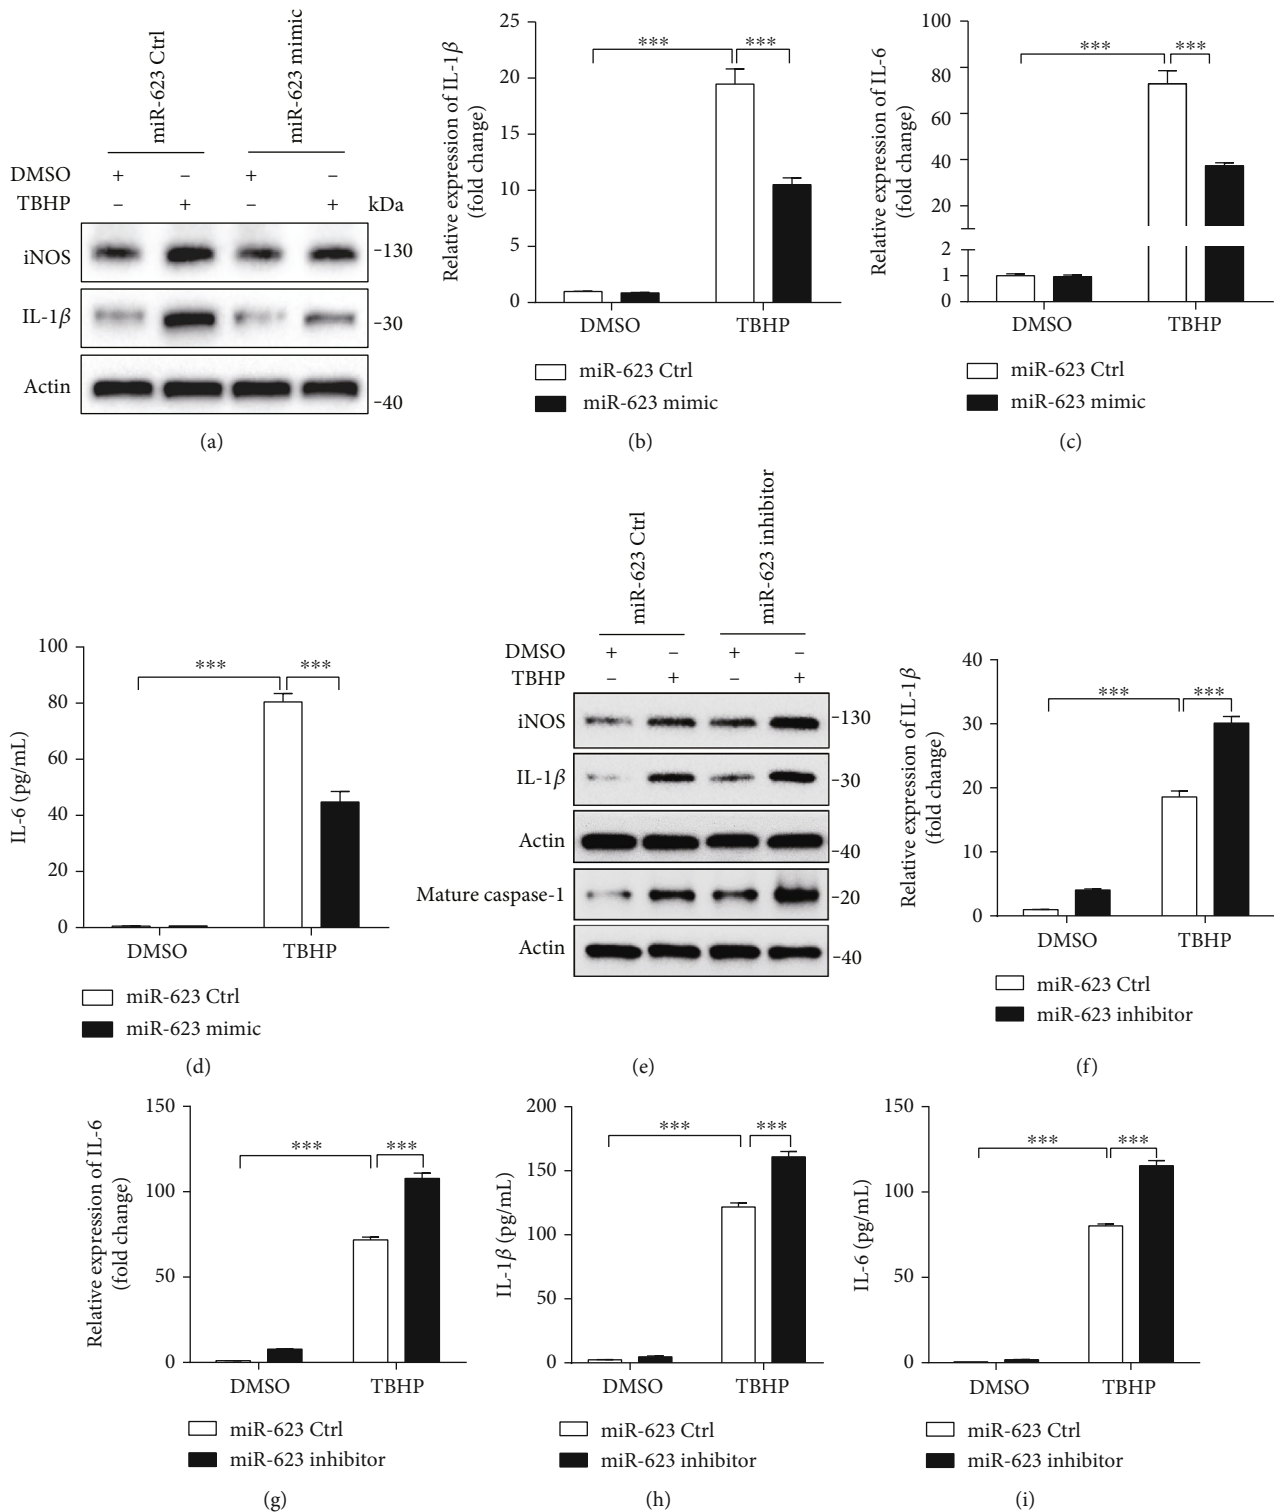 miR-623 Ctrl
miR-623 mimic
DMSO + – + –
TBHP – + – + kDa
iNOS -130
IL-1β -30
Actin -40
(a)
Relative expression of IL-1β
(fold change)
25
20
15
10
5
0
*** ***
DMSO TBHP
miR-623 Ctrl
miR-623 mimic
(b)
Relative expression of IL-6
(fold change)
100
80
60
40
20
2
1
0
*** ***
DMSO TBHP
miR-623 Ctrl
miR-623 mimic
(c)
IL-6 (pg/mL)
100
80
60
40
20
0
*** ***
DMSO TBHP
miR-623 Ctrl
miR-623 mimic
(d)
miR-623 Ctrl
miR-623 inhibitor
DMSO + – + –
TBHP – + – +
iNOS -130
IL-1β -30
Actin -40
Mature caspase-1 -20
Actin -40
(e)
Relative expression of IL-1β
(fold change)
40
30
20
10
0
*** ***
DMSO TBHP
miR-623 Ctrl
miR-623 inhibitor
(f)
Relative expression of IL-6
(fold change)
150
100
50
0
*** ***
DMSO TBHP
miR-623 Ctrl
miR-623 inhibitor
(g)
IL-1β (pg/mL)
200
150
100
50
0
*** ***
DMSO TBHP
miR-623 Ctrl
miR-623 inhibitor
(h)
IL-6 (pg/mL)
150
100
50
0
*** ***
DMSO TBHP
miR-623 Ctrl
miR-623 inhibitor
(i)